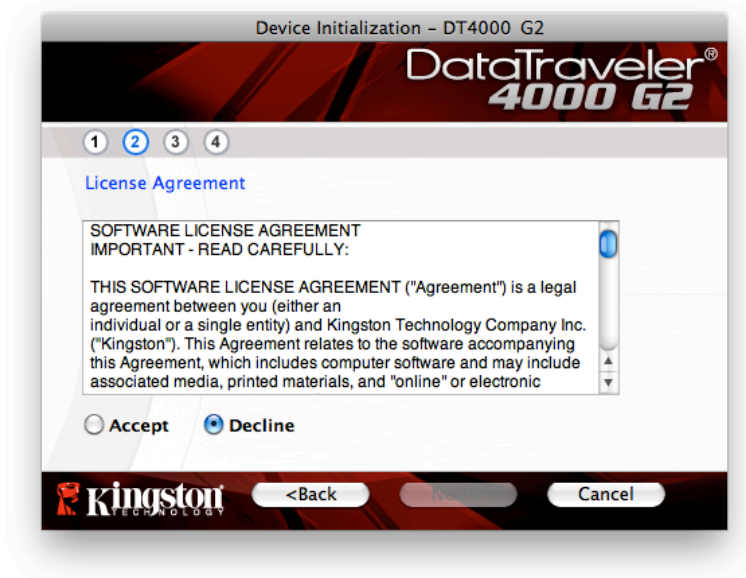 Device Initialization – DT4000 G2
DataTraveler®
4000 G2
1 2 3 4
License Agreement
SOFTWARE LICENSE AGREEMENT
IMPORTANT - READ CAREFULLY:
THIS SOFTWARE LICENSE AGREEMENT ("Agreement") is a legal
agreement between you (either an
individual or a single entity) and Kingston Technology Company Inc.
("Kingston"). This Agreement relates to the software accompanying
this Agreement, which includes computer software and may include
associated media, printed materials, and "online" or electronic
Accept Decline
Kingston
TECHNOLOGY
<Back Cancel